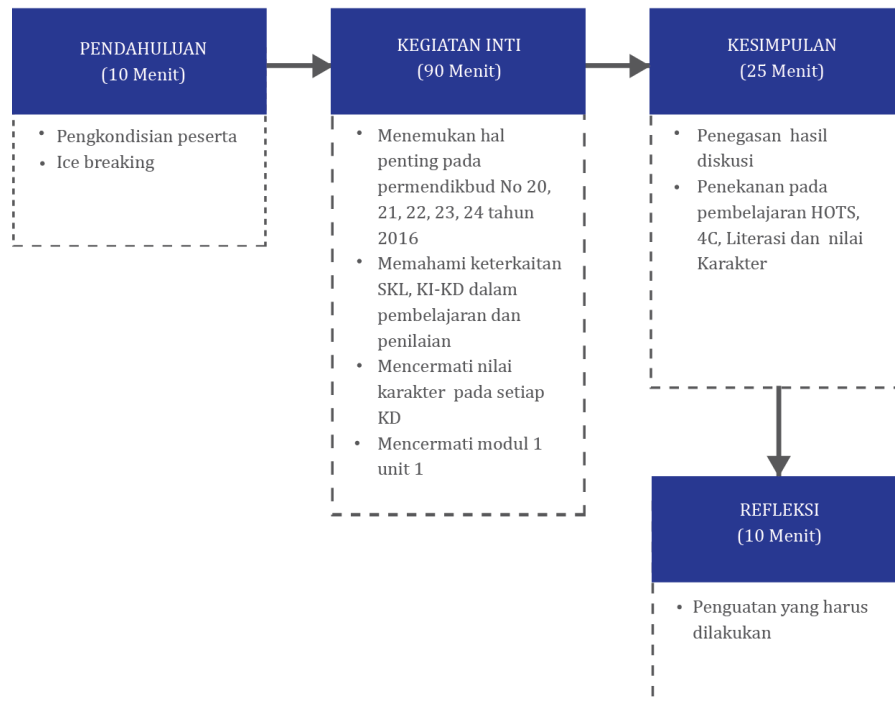 PENDAHULUAN
(10 Menit)
• Pengkondisian peserta
• Ice breaking
KEGIATAN INTI
(90 Menit)
• Menemukan hal
penting pada
permendikbud No 20,
21, 22, 23, 24 tahun
2016
• Memahami keterkaitan
SKL, KI-KD dalam
pembelajaran dan
penilaian
• Mencermati nilai
karakter pada setiap
KD
• Mencermati modul 1
unit 1
KESIMPULAN
(25 Menit)
• Penegasan hasil
diskusi
• Penekanan pada
pembelajaran HOTS,
4C, Literasi dan nilai
Karakter
REFLEKSI
(10 Menit)
• Penguatan yang harus
dilakukan